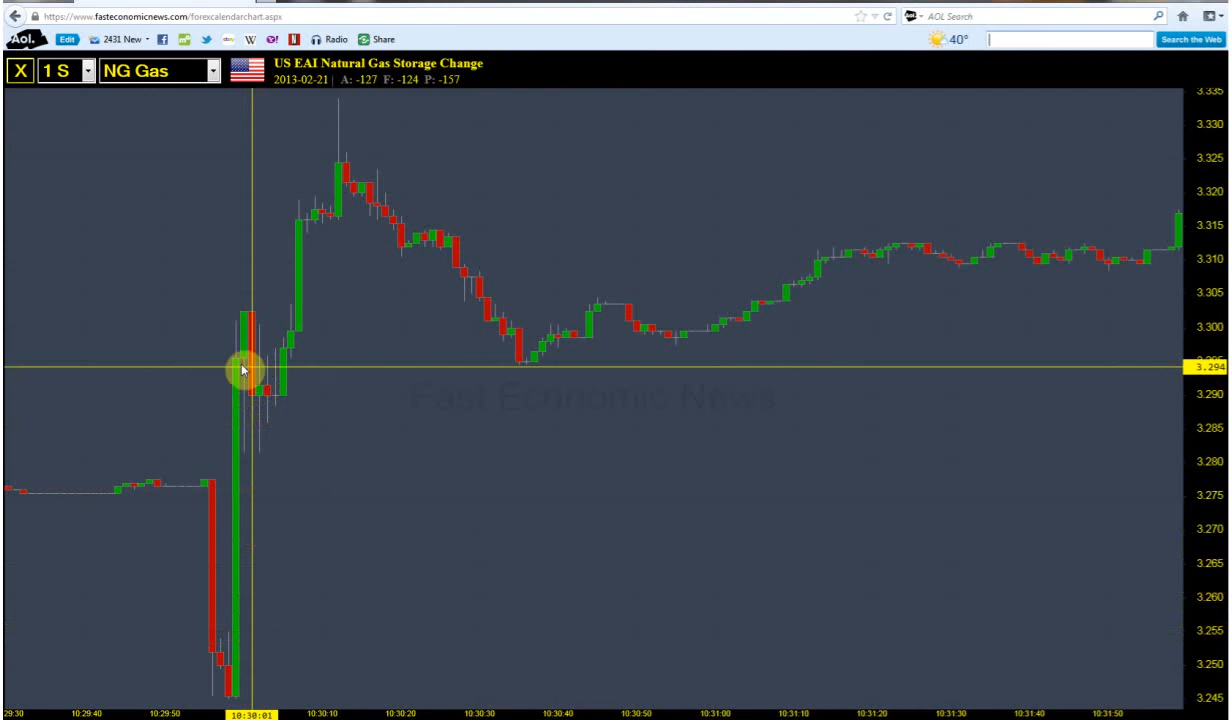 https://www.fasteconomicnews.com/forexcalendarchart.aspx
AOL Search
Aol.
Edit
2431 New
Radio
Share
40°
Search the Web
X
1 S
NG Gas
US EAI Natural Gas Storage Change
2013-02-21 | A: -127 F: -124 P: -157
3.335
3.330
3.325
3.320
3.315
3.310
3.305
3.300
3.295
3.294
3.290
3.285
3.280
3.275
3.270
3.265
3.260
3.255
3.250
3.245
Fast Economic News
29:30
10:29:40
10:29:50
10:30:01
10:30:10
10:30:20
10:30:30
10:30:40
10:30:50
10:31:00
10:31:10
10:31:20
10:31:30
10:31:40
10:31:50